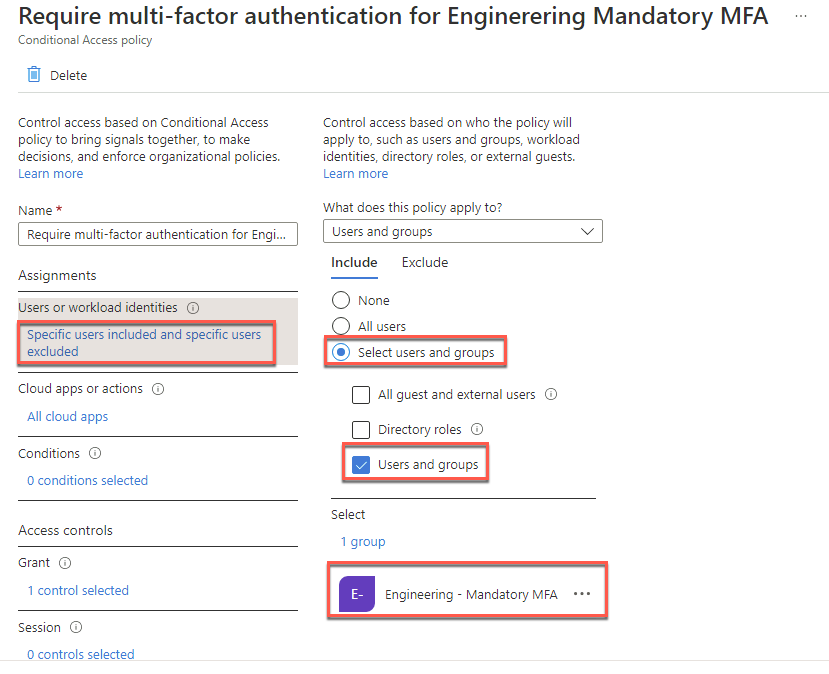 Require multi-factor authentication for Enginerering Mandatory MFA ...
Conditional Access policy
Delete
Control access based on Conditional Access
policy to bring signals together, to make
decisions, and enforce organizational policies.
Learn more
Name *
Require multi-factor authentication for Engi...
Assignments
Users or workload identities
Specific users included and specific users
excluded
Cloud apps or actions
All cloud apps
Conditions
0 conditions selected
Access controls
Grant
1 control selected
Session
0 controls selected
Control access based on who the policy will
apply to, such as users and groups, workload
identities, directory roles, or external guests.
Learn more
What does this policy apply to?
Users and groups
Include Exclude
None
All users
Select users and groups
All guest and external users
Directory roles
Users and groups
Select
1 group
E- Engineering - Mandatory MFA ...